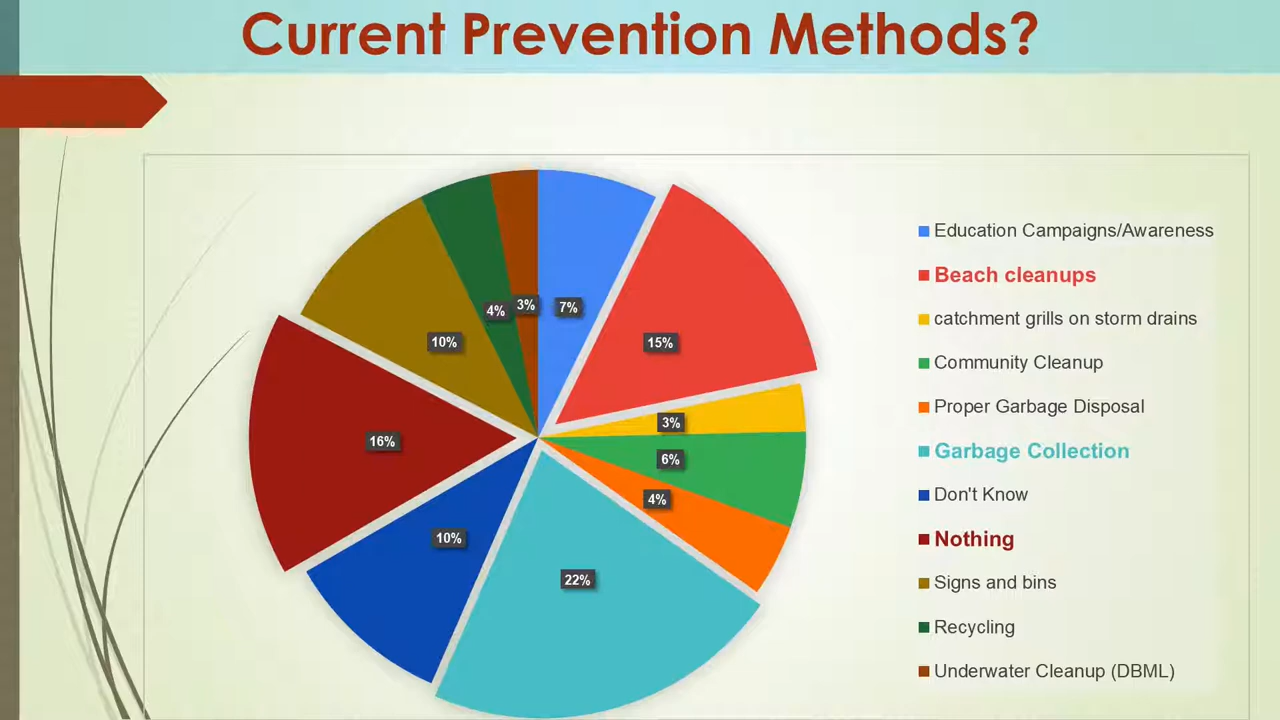 Current Prevention Methods?
7%
15%
3%
6%
4%
22%
10%
16%
10%
4%
3%
Education Campaigns/Awareness
Beach cleanups
catchment grills on storm drains
Community Cleanup
Proper Garbage Disposal
Garbage Collection
Don't Know
Nothing
Signs and bins
Recycling
Underwater Cleanup (DBML)